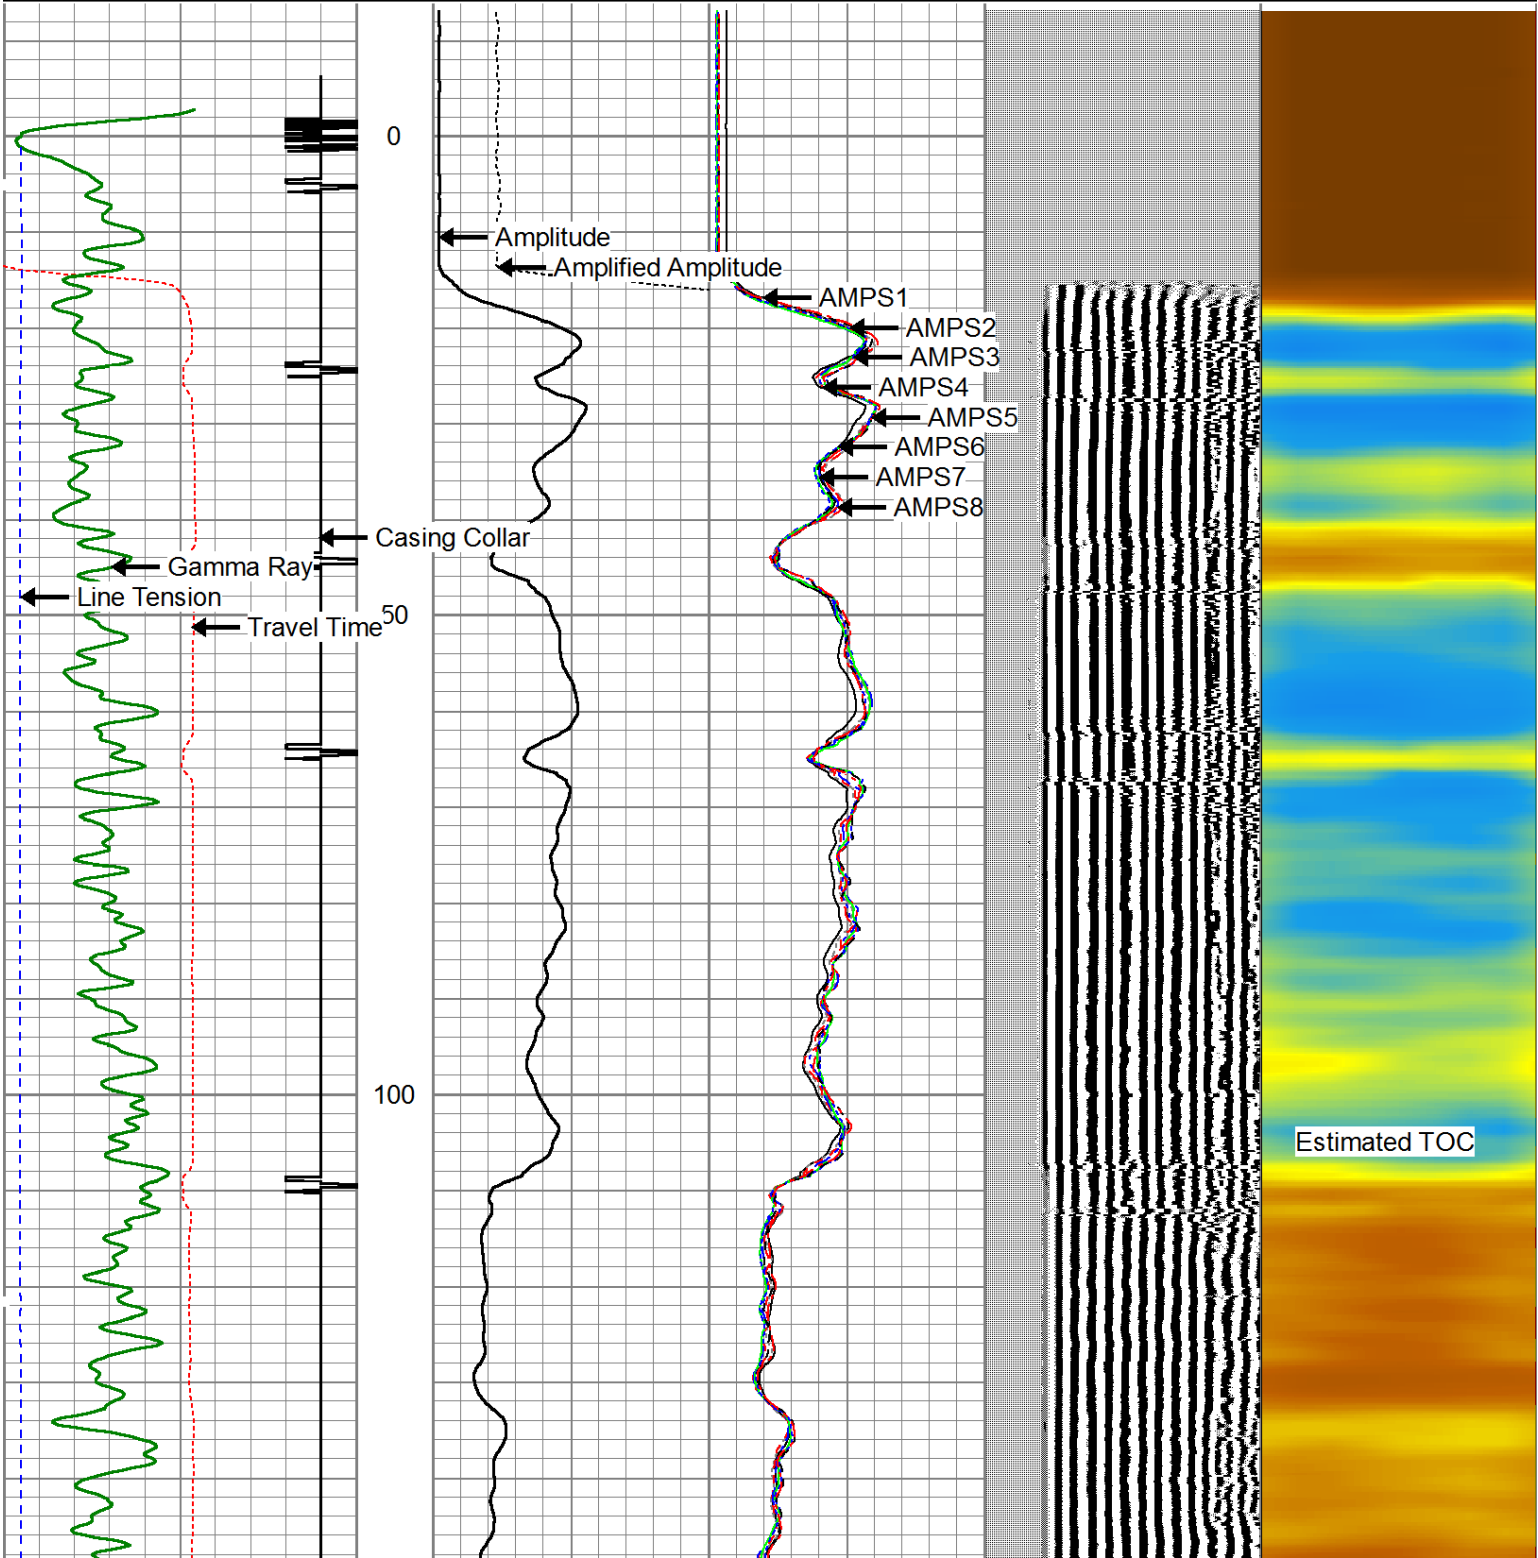 0
Amplitude
Amplified Amplitude
AMPS1
AMPS2
AMPS3
AMPS4
AMPS5
AMPS6
AMPS7
AMPS8
Casing Collar
Gamma Ray
Line Tension
50
Travel Time
100
Estimated TOC